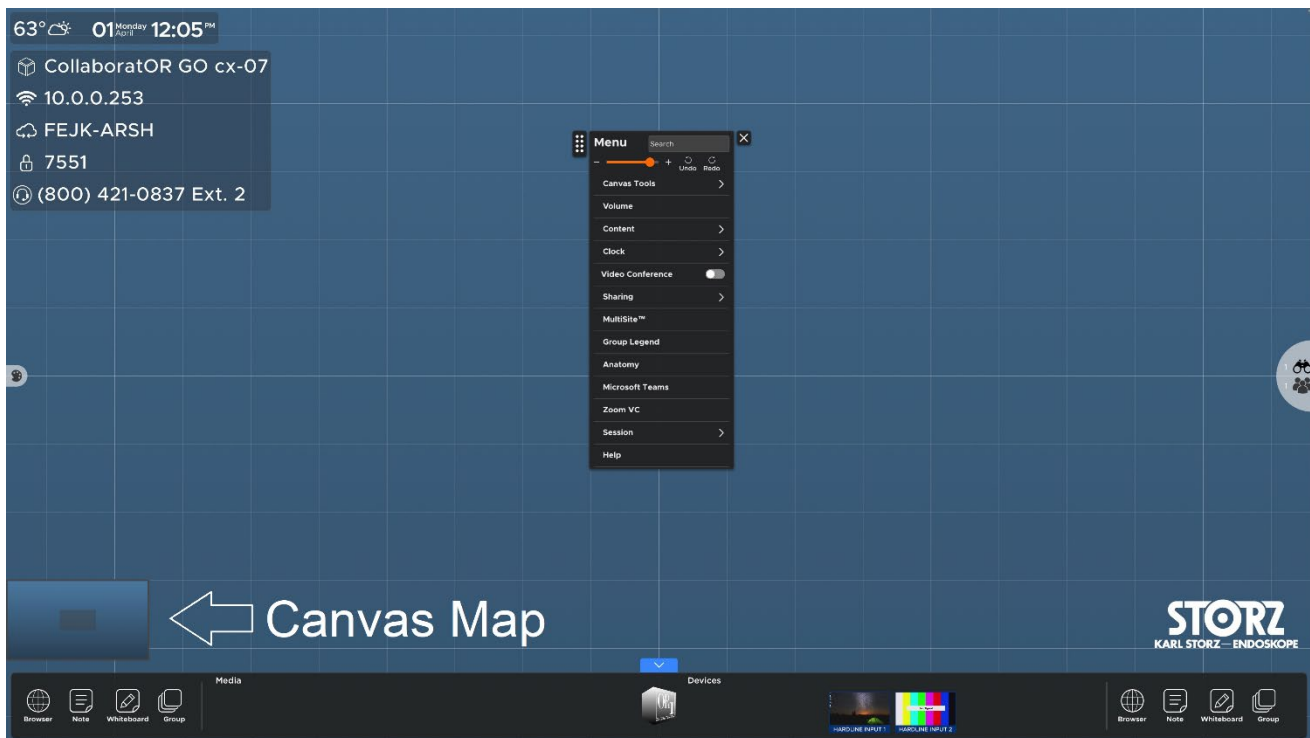 63° 01 Monday April 12:05 PM
CollaboratOR GO cx-07
10.0.0.253
FEJK-ARSH
7551
(800) 421-0837 Ext. 2
Menu Search
- + Undo Redo
Canvas Tools
Volume
Content
Clock
Video Conference
Sharing
MultiSite™
Group Legend
Anatomy
Microsoft Teams
Zoom VC
Session
Help
1
1
Canvas Map
STORZ
KARL STORZ—ENDOSKOPE
Media Devices
Browser Note Whiteboard Group
OR1
HARDLINE INPUT 1 HARDLINE INPUT 2
Browser Note Whiteboard Group